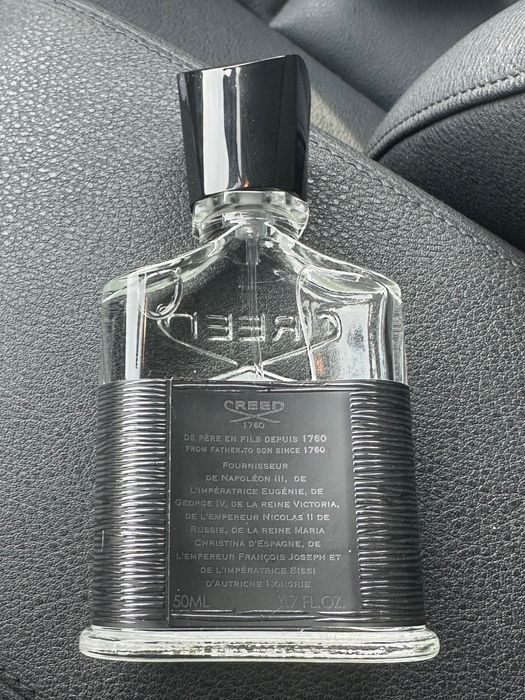 CREED
CREED
1760
DE PÈRE EN FILS DEPUIS 1760
FROM FATHER TO SON SINCE 1760
FOURNISSEUR
DE NAPOLÉON III, DE
L'IMPÉRATRICE EUGÉNIE, DE
GEORGE IV, DE LA REINE VICTORIA,
DE L'EMPEREUR NICOLAS II DE
RUSSIE, DE LA REINE MARIA
CHRISTINA D'ESPAGNE, DE
L'EMPEREUR FRANÇOIS JOSEPH ET
DE L'IMPÉRATRICE SISSI
D'AUTRICHE HONGRIE
50ML 1.7 FL.OZ.